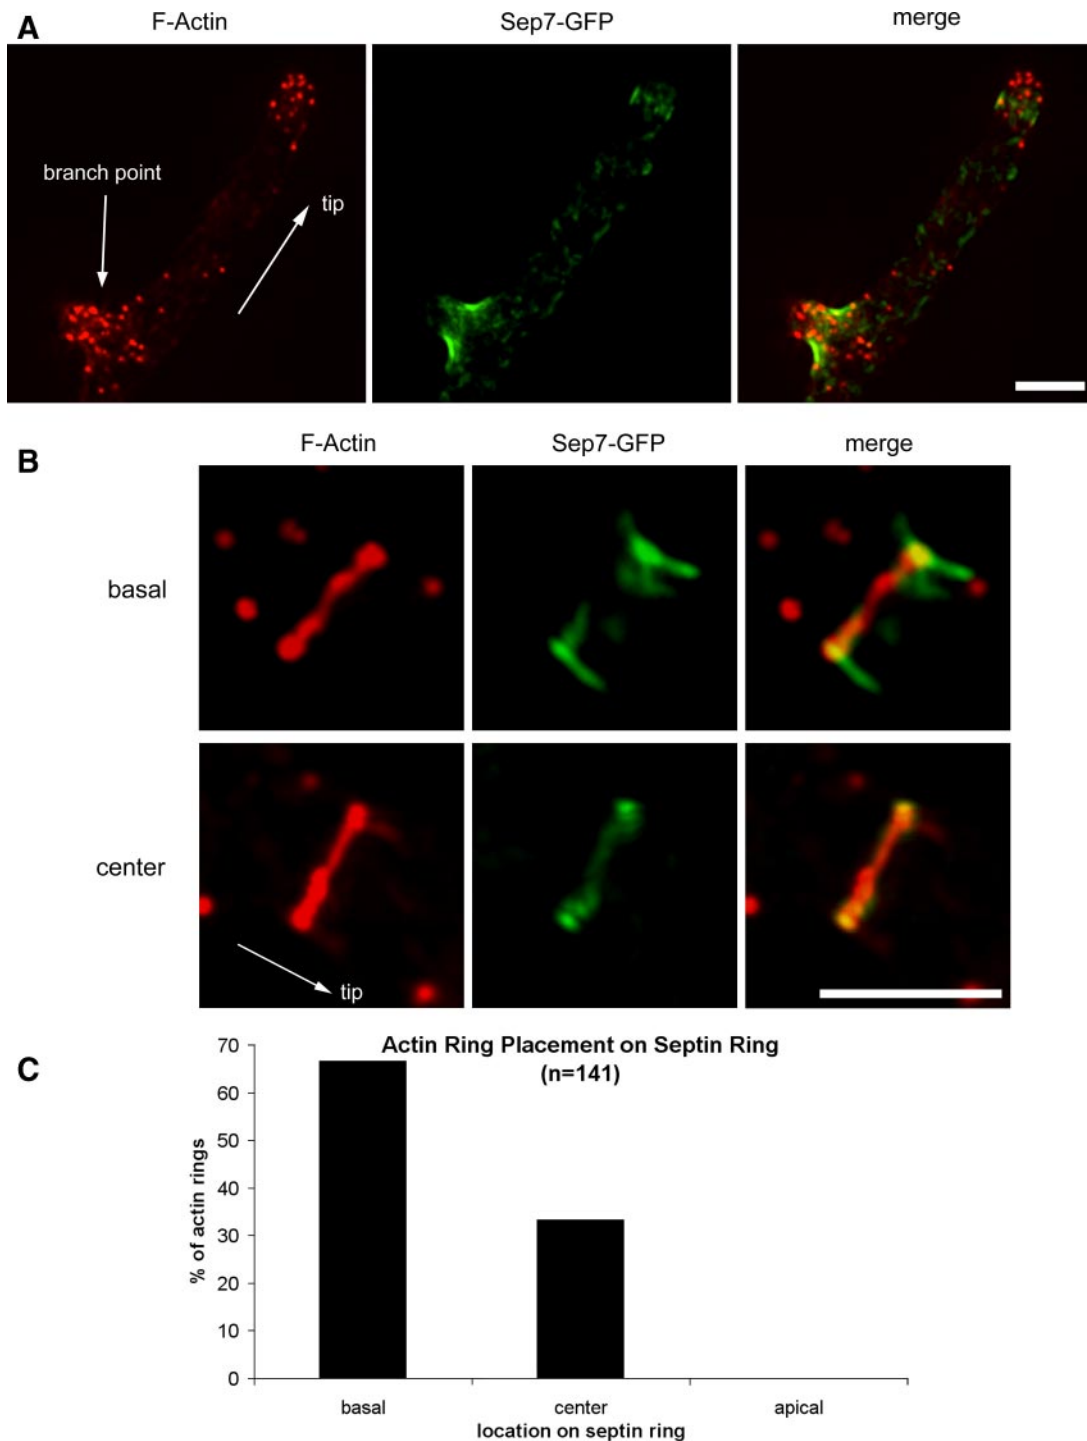 A
F-Actin Sep7-GFP merge
branch point
tip
B
F-Actin Sep7-GFP merge
basal
center
tip
C
Actin Ring Placement on Septin Ring
(n=141)
% of actin rings
70
60
50
40
30
20
10
0
basal center apical
location on septin ring